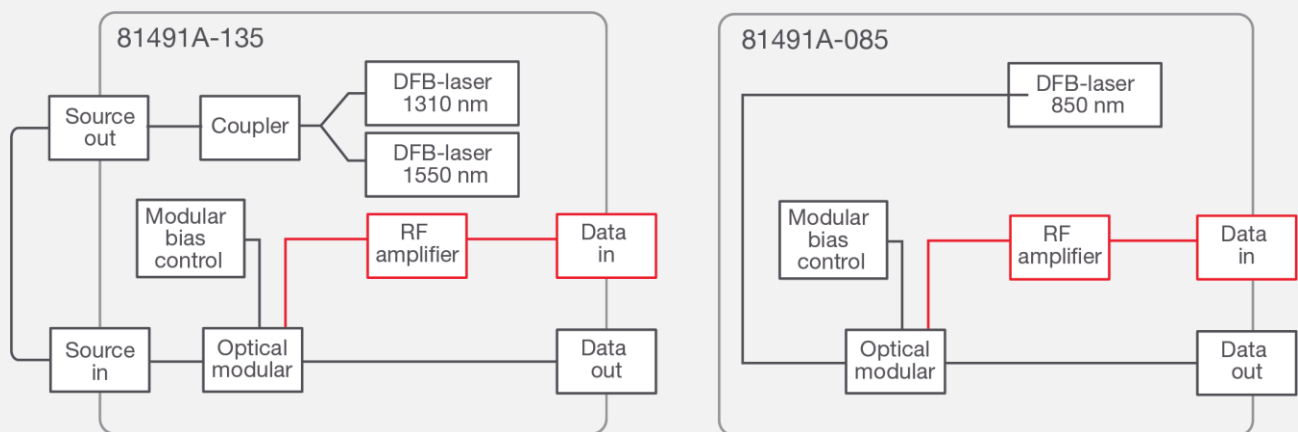 81491A-135
DFB-laser
1310 nm
Source
out
Coupler
DFB-laser
1550 nm
Modular
bias
control
RF
amplifier
Data
in
Source
in
Optical
modular
Data
out
81491A-085
DFB-laser
850 nm
Modular
bias
control
RF
amplifier
Data
in
Optical
modular
Data
out